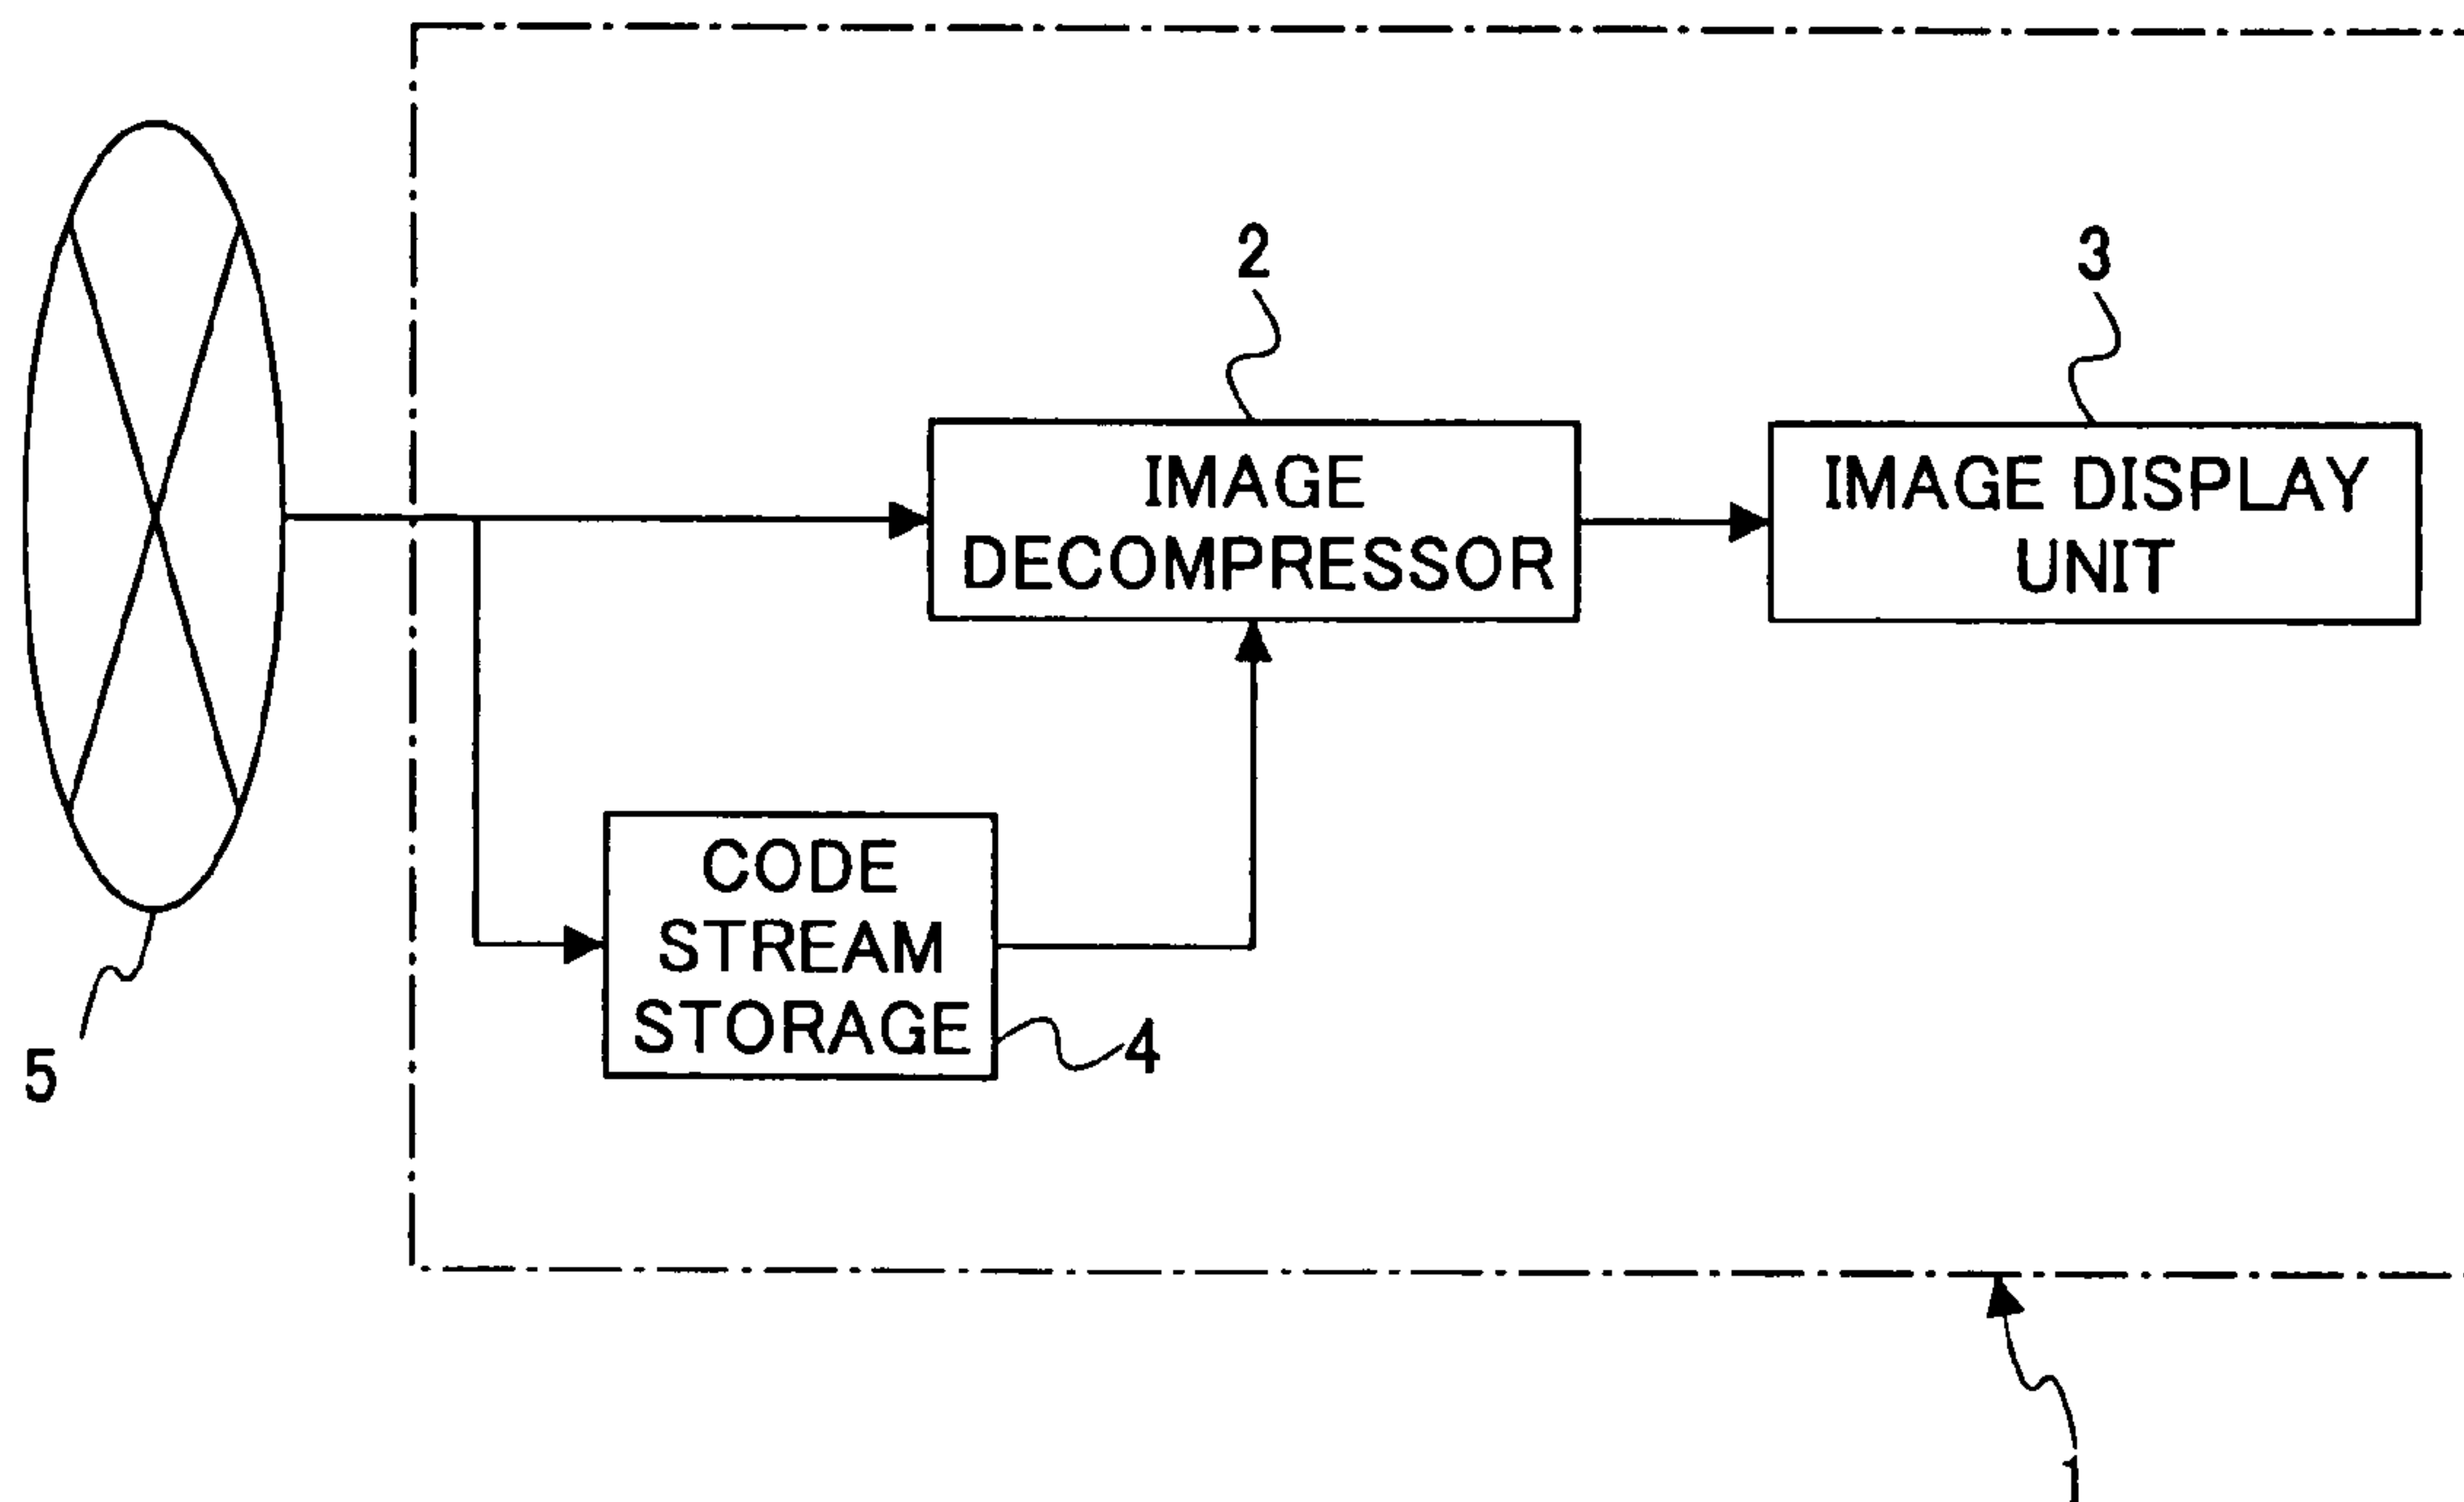 2
3
IMAGE
DECOMPRESSOR
IMAGE DISPLAY
UNIT
CODE
STREAM
STORAGE
4
5
1